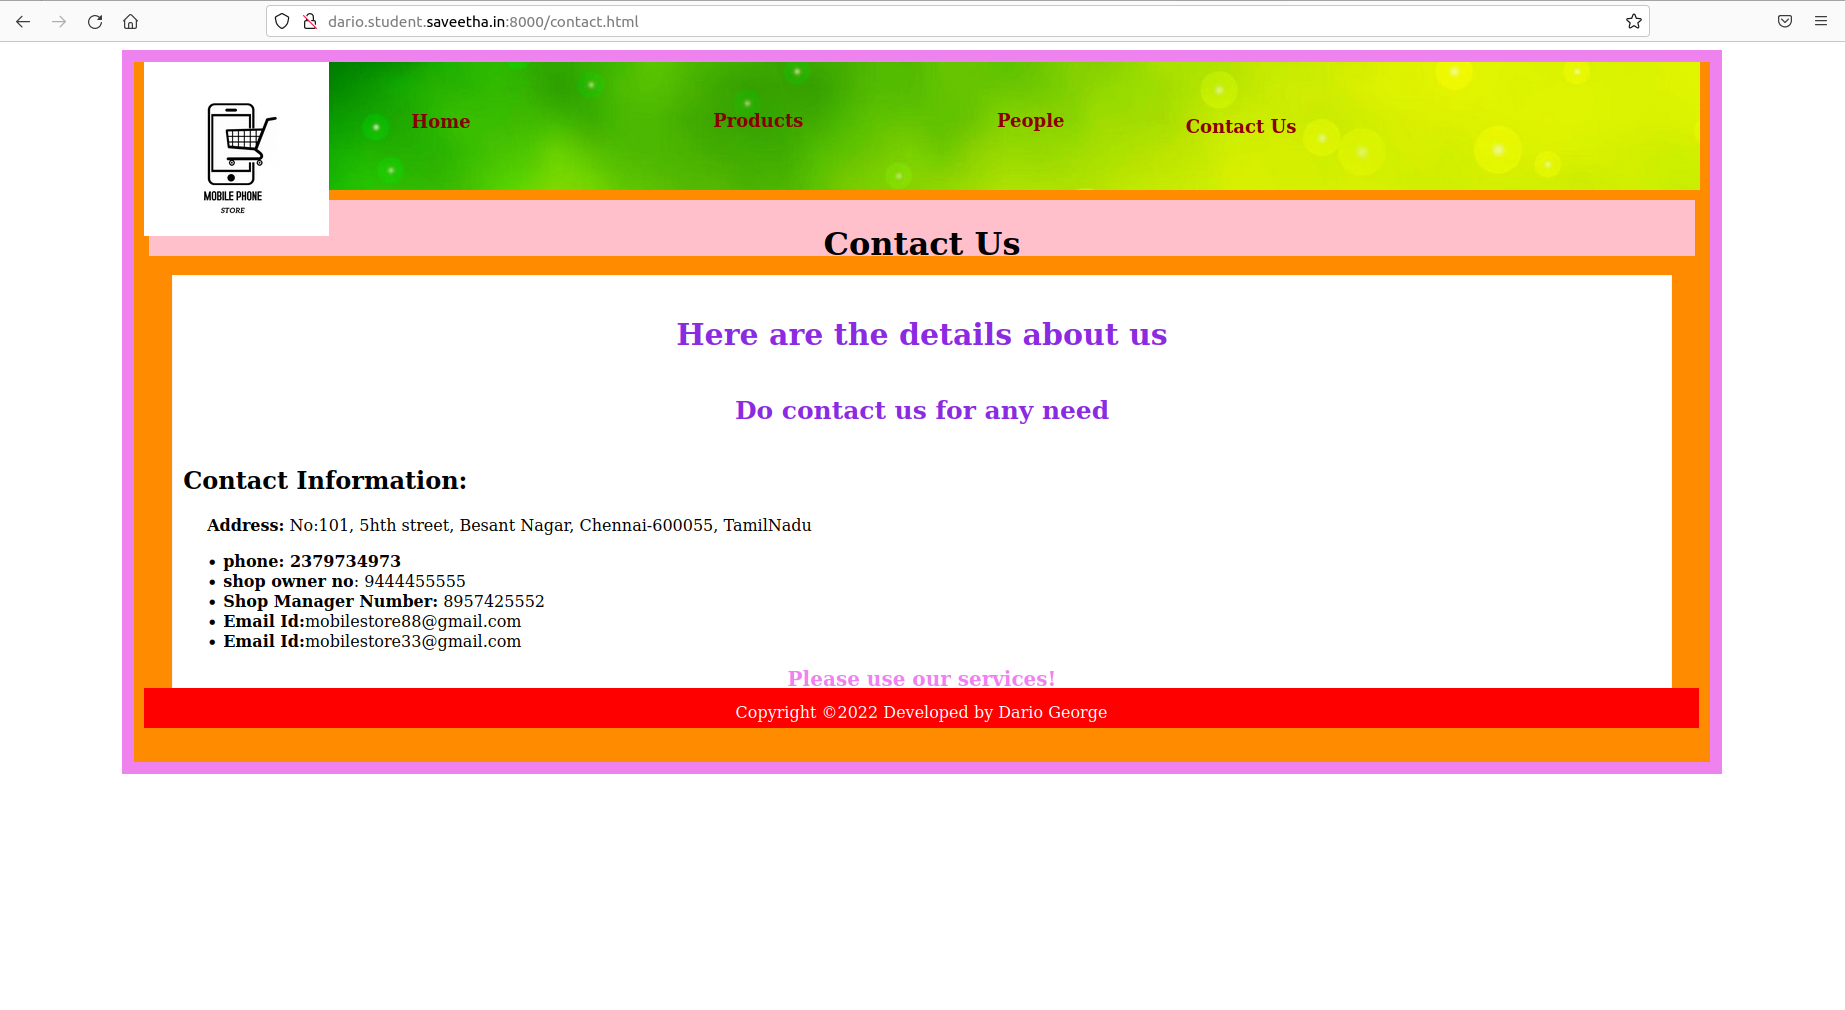 dario.student.saveetha.in:8000/contact.html
MOBILE PHONE
STORE
Home
Products
People
Contact Us
Contact Us
Here are the details about us
Do contact us for any need
Contact Information:
Address: No:101, 5hth street, Besant Nagar, Chennai-600055, TamilNadu
• phone: 2379734973
• shop owner no: 9444455555
• Shop Manager Number: 8957425552
• Email Id:mobilestore88@gmail.com
• Email Id:mobilestore33@gmail.com
Please use our services!
Copyright ©2022 Developed by Dario George